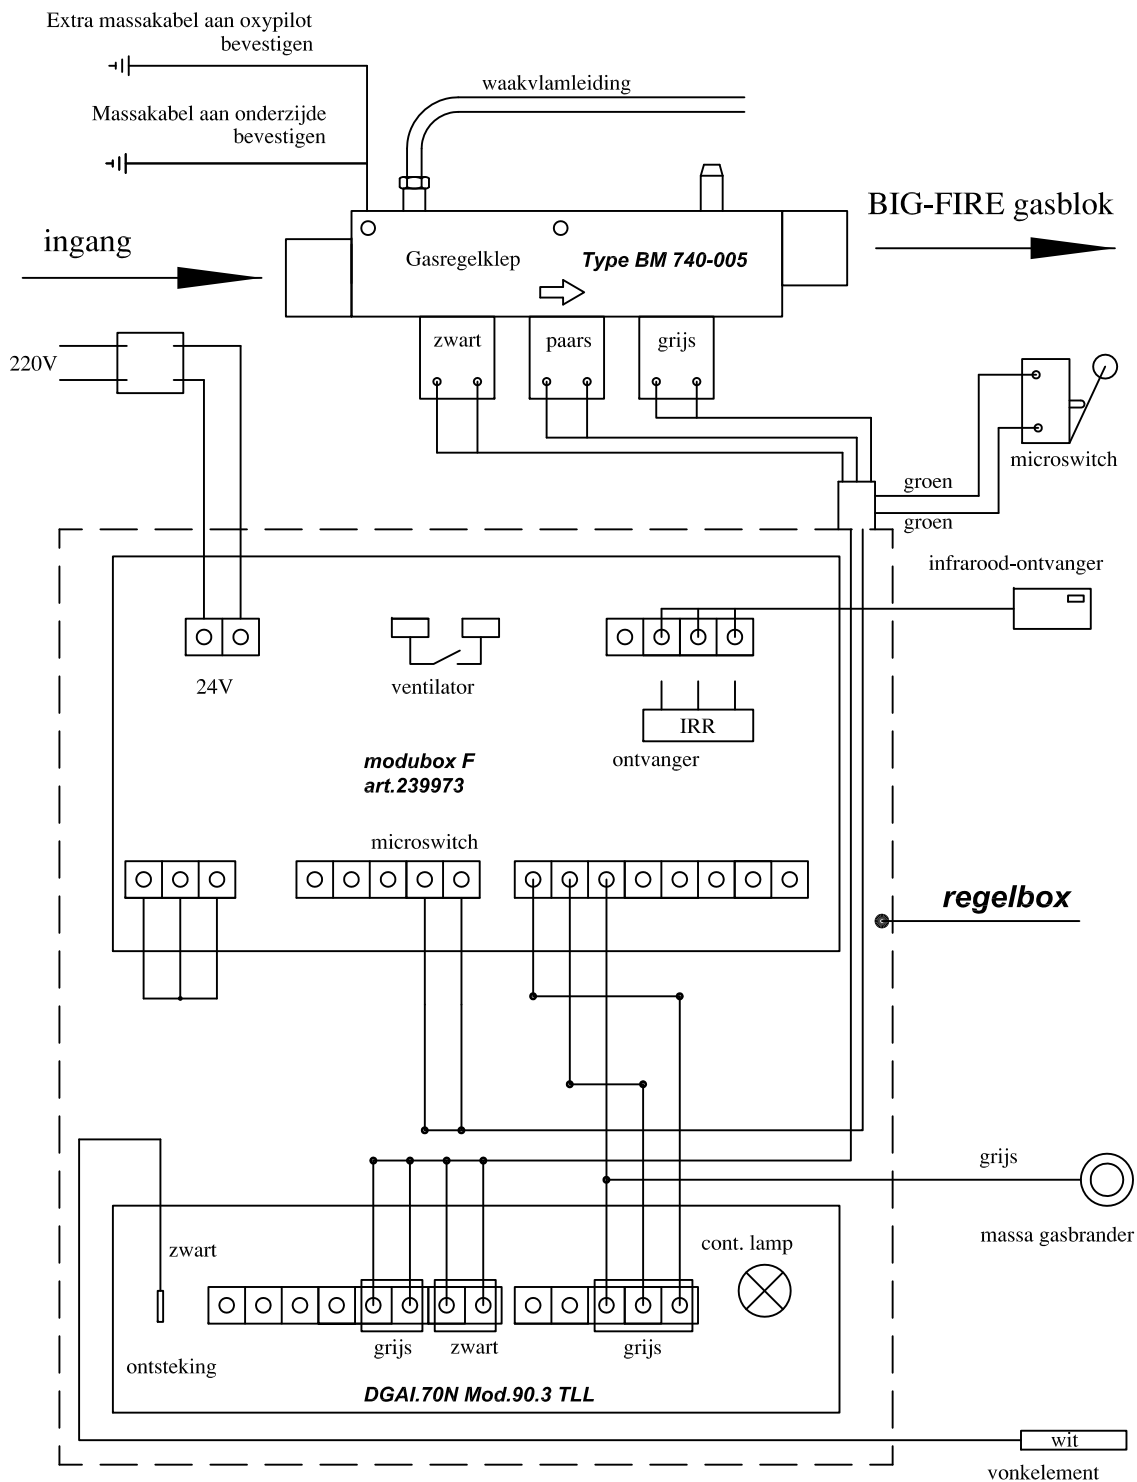 Extra massakabel aan oxypilot
bevestigen
waakvlamleiding
Massakabel aan onderzijde
bevestigen
BIG-FIRE gasblok
ingang
Gasregelklep
Type BM 740-005
zwart
paars
grijs
220V
microswitch
groen
groen
infrarood-ontvanger
24V
ventilator
IRR
ontvanger
modubox F
art.239973
microswitch
regelbox
grijs
massa gasbrander
zwart
cont. lamp
grijs
zwart
grijs
ontsteking
DGAI.70N Mod.90.3 TLL
wit
vonkelement